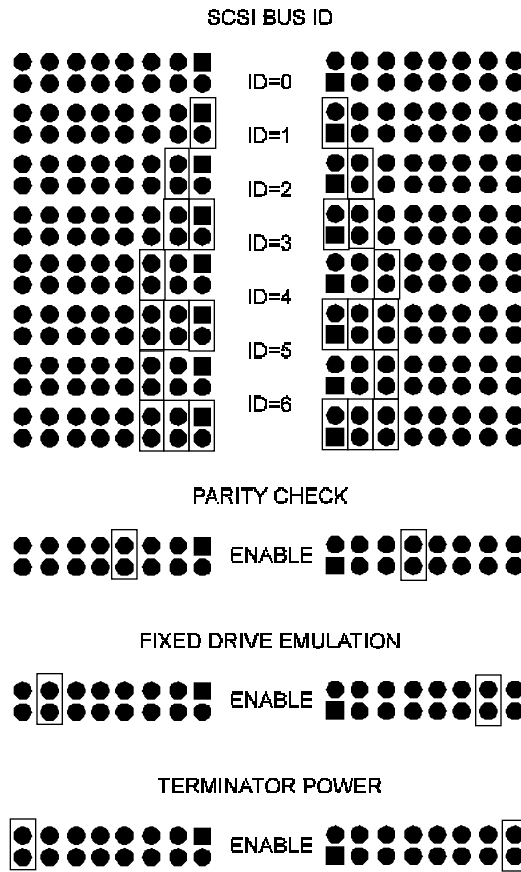 SCSI BUS ID
ID=0
ID=1
ID=2
ID=3
ID=4
ID=5
ID=6
PARITY CHECK
ENABLE
FIXED DRIVE EMULATION
ENABLE
TERMINATOR POWER
ENABLE